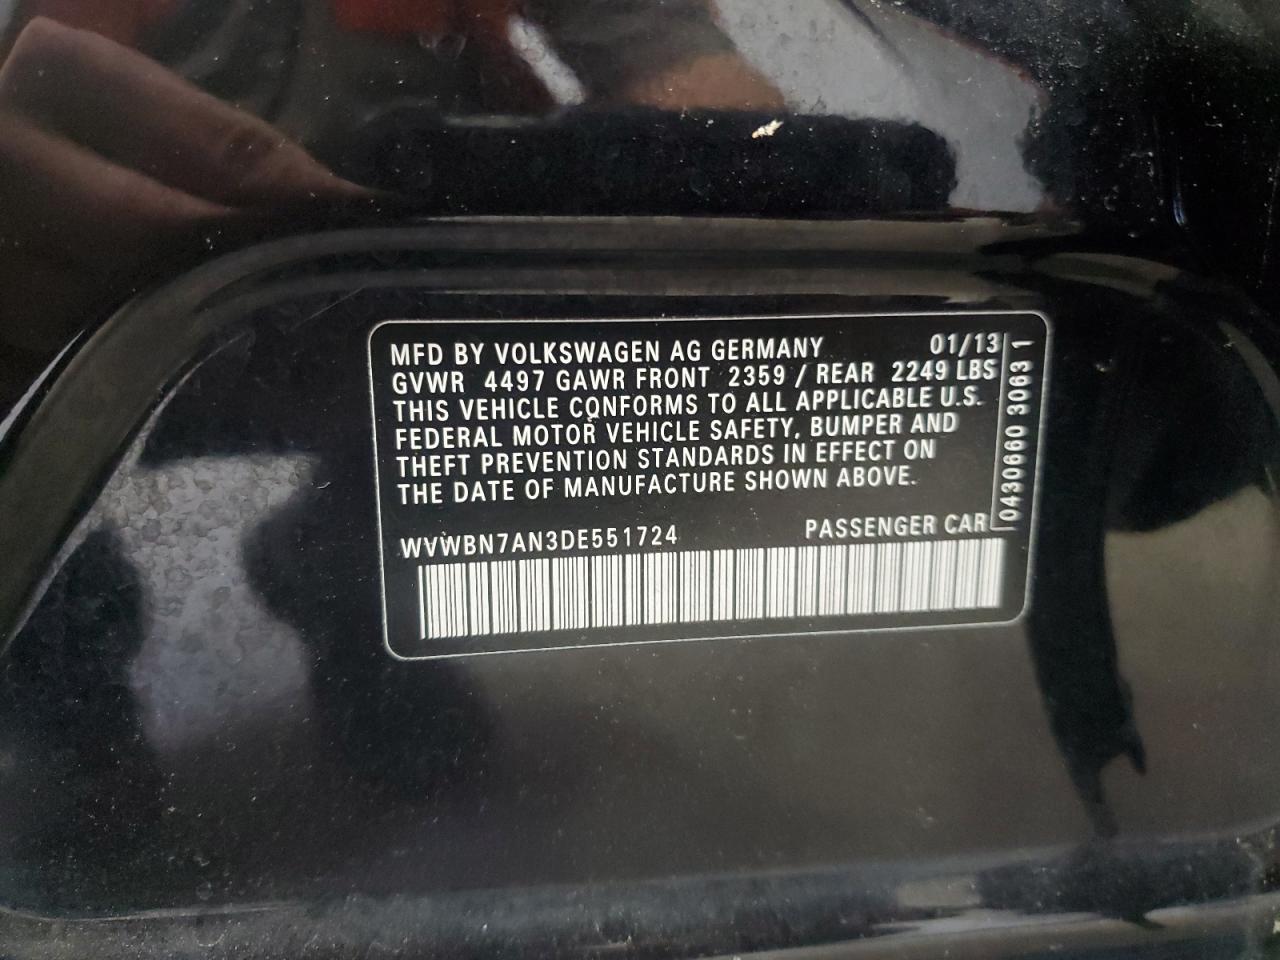 MFD BY VOLKSWAGEN AG GERMANY 01/13
GVWR 4497 GAWR FRONT 2359 / REAR 2249 LBS
THIS VEHICLE CONFORMS TO ALL APPLICABLE U.S.
FEDERAL MOTOR VEHICLE SAFETY, BUMPER AND
THEFT PREVENTION STANDARDS IN EFFECT ON
THE DATE OF MANUFACTURE SHOWN ABOVE.
WVWBN7AN3DE551724 PASSENGER CAR
0430660 3063 1